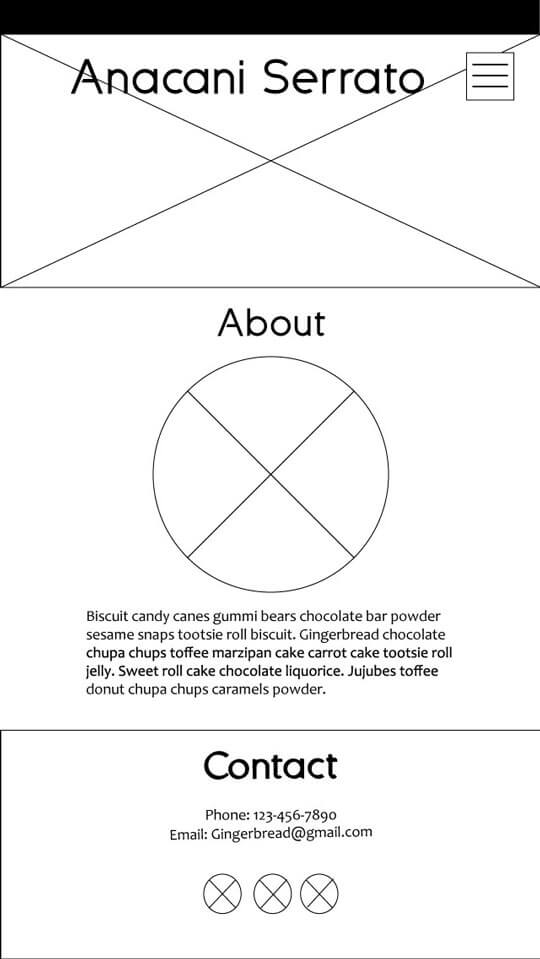 Anacani Serrato
About
Biscuit candy canes gummi bears chocolate bar powder
sesame snaps tootsie roll biscuit. Gingerbread chocolate
chupa chups toffee marzipan cake carrot cake tootsie roll
jelly. Sweet roll cake chocolate liquorice. Jujubes toffee
donut chupa chups caramels powder.
Contact
Phone: 123-456-7890
Email: Gingerbread@gmail.com